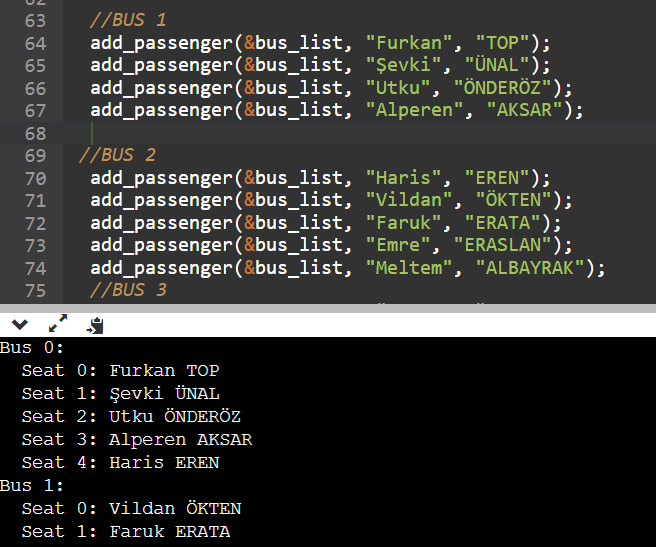 63 //BUS 1
64 add_passenger(&bus_list, "Furkan", "TOP");
65 add_passenger(&bus_list, "Şevki", "ÜNAL");
66 add_passenger(&bus_list, "Utku", "ÖNDERÖZ");
67 add_passenger(&bus_list, "Alperen", "AKSAR");
68
69 //BUS 2
70 add_passenger(&bus_list, "Haris", "EREN");
71 add_passenger(&bus_list, "Vildan", "ÖKTEN");
72 add_passenger(&bus_list, "Faruk", "ERATA");
73 add_passenger(&bus_list, "Emre", "ERASLAN");
74 add_passenger(&bus_list, "Meltem", "ALBAYRAK");
75 //BUS 3
Bus 0:
Seat 0: Furkan TOP
Seat 1: Şevki ÜNAL
Seat 2: Utku ÖNDERÖZ
Seat 3: Alperen AKSAR
Seat 4: Haris EREN
Bus 1:
Seat 0: Vildan ÖKTEN
Seat 1: Faruk ERATA